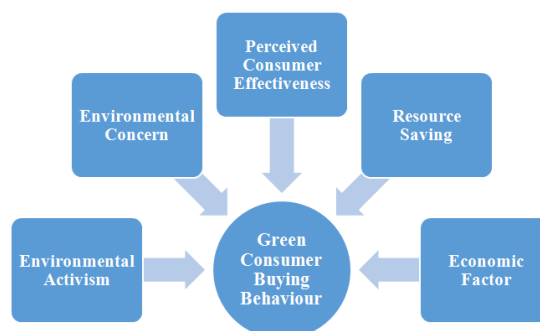 Perceived
Consumer
Effectiveness
Environmental
Concern
Resource
Saving
Environmental
Activism
Green
Consumer
Buying
Behaviour
Economic
Factor